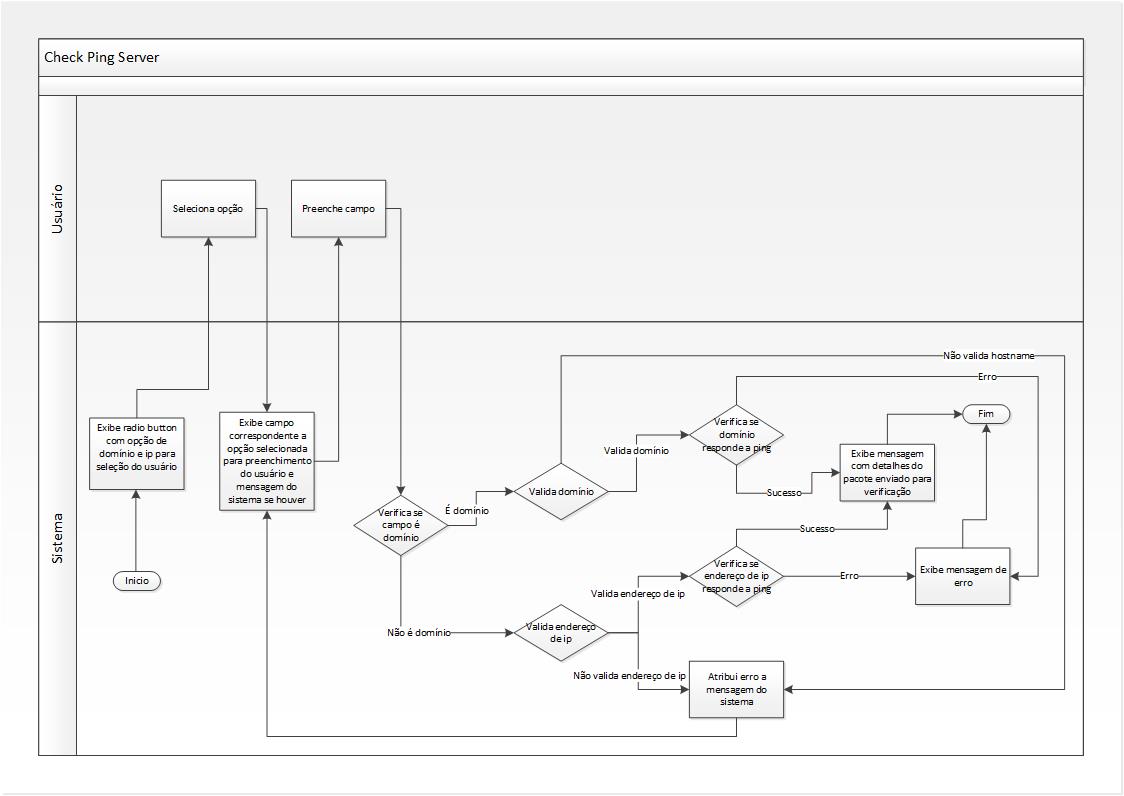 Check Ping Server
Usuário
Seleciona opção
Preenche campo
Sistema
Inicio
Exibe radio button
com opção de
domínio e ip para
seleção do usuário
Exibe campo
correspondente a
opção selecionada
para preenchimento
do usuário e
mensagem do
sistema se houver
Verifica se
campo é
domínio
É domínio
Não é domínio
Valida domínio
Valida domínio
Não valida hostname
Verifica se
domínio
responde a ping
Erro
Sucesso
Exibe mensagem
com detalhes do
pacote enviado para
verificação
Fim
Valida endereço
de ip
Valida endereço de ip
Não valida endereço de ip
Verifica se
endereço de ip
responde a ping
Sucesso
Erro
Exibe mensagem de
erro
Atribui erro a
mensagem do
sistema